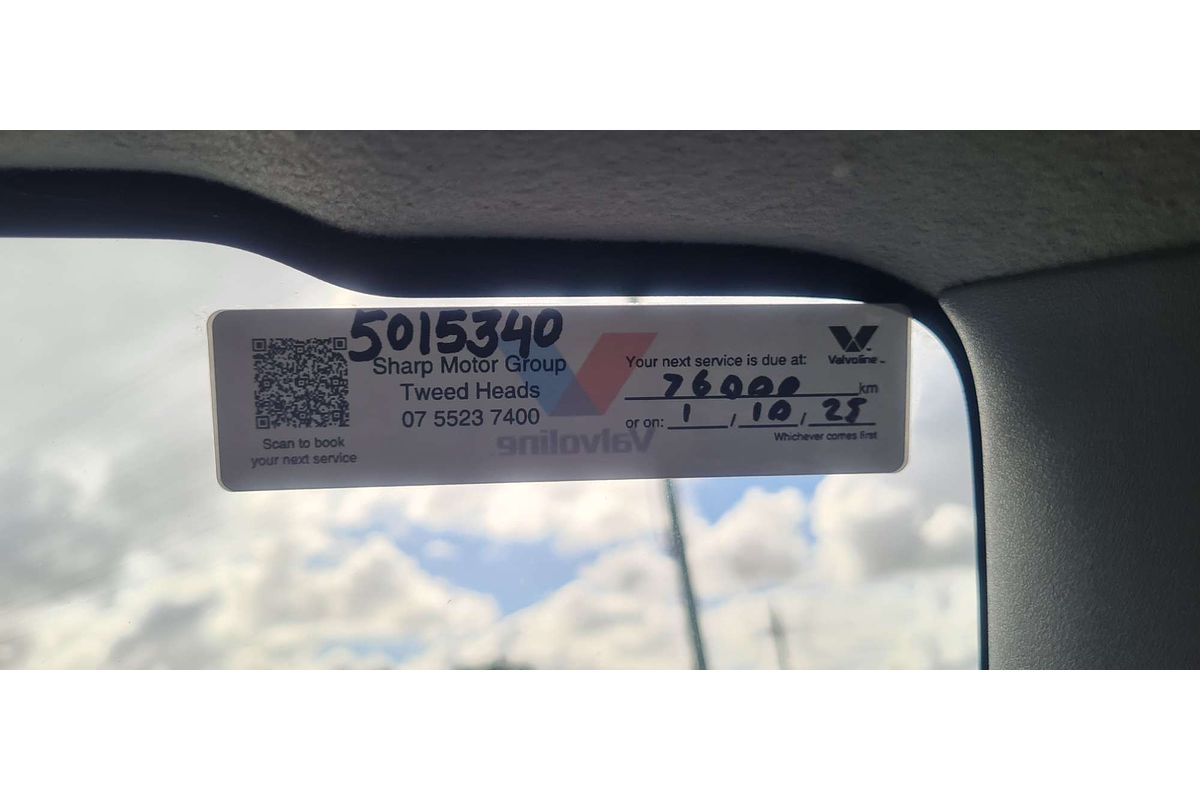 5015340
Sharp Motor Group
Tweed Heads
07 5523 7400
Scan to book
your next service
Valvoline
Your next service is due at:
76000 km
or on: 1 / 10 / 25
Whichever comes first
Valvoline